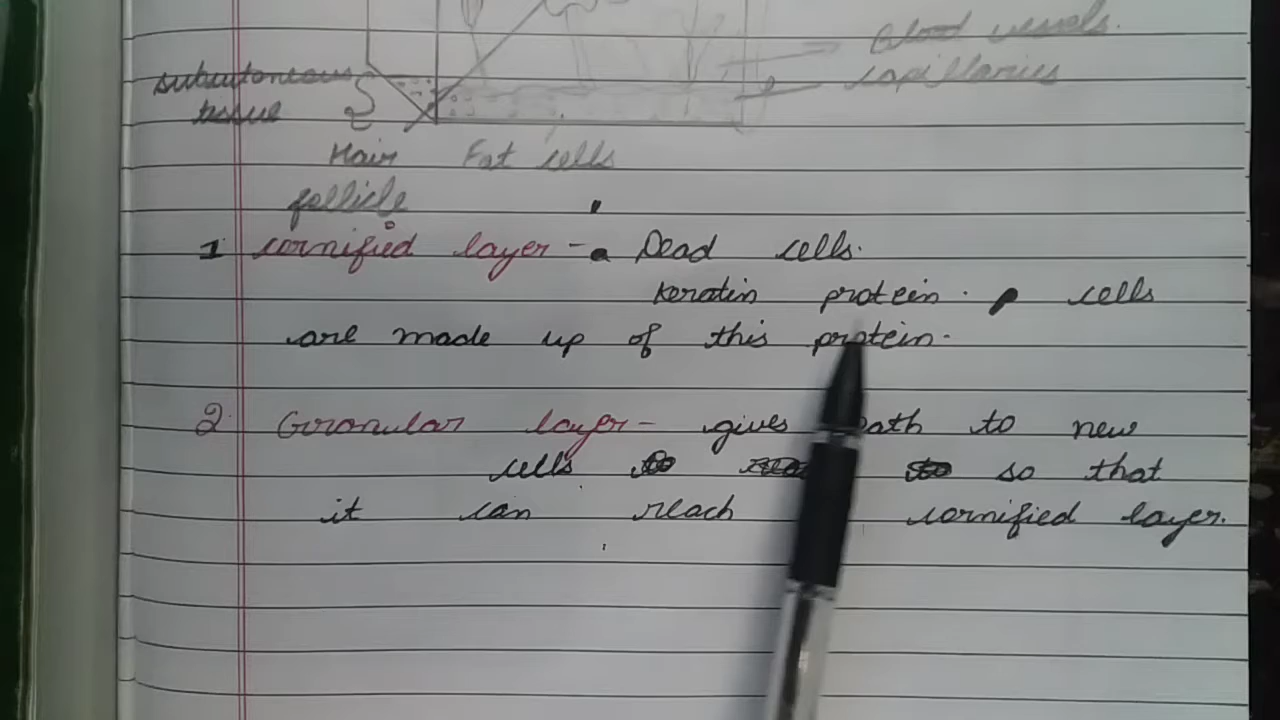 Blood vessels.
capillaries
subcutaneous
tissue
Hair Fat cells
follicle
1 cornified layer - Dead cells.
Keratin protein. cells
are made up of this protein.
2. Granular layer - gives path to new
cells so that
it can reach cornified layer.